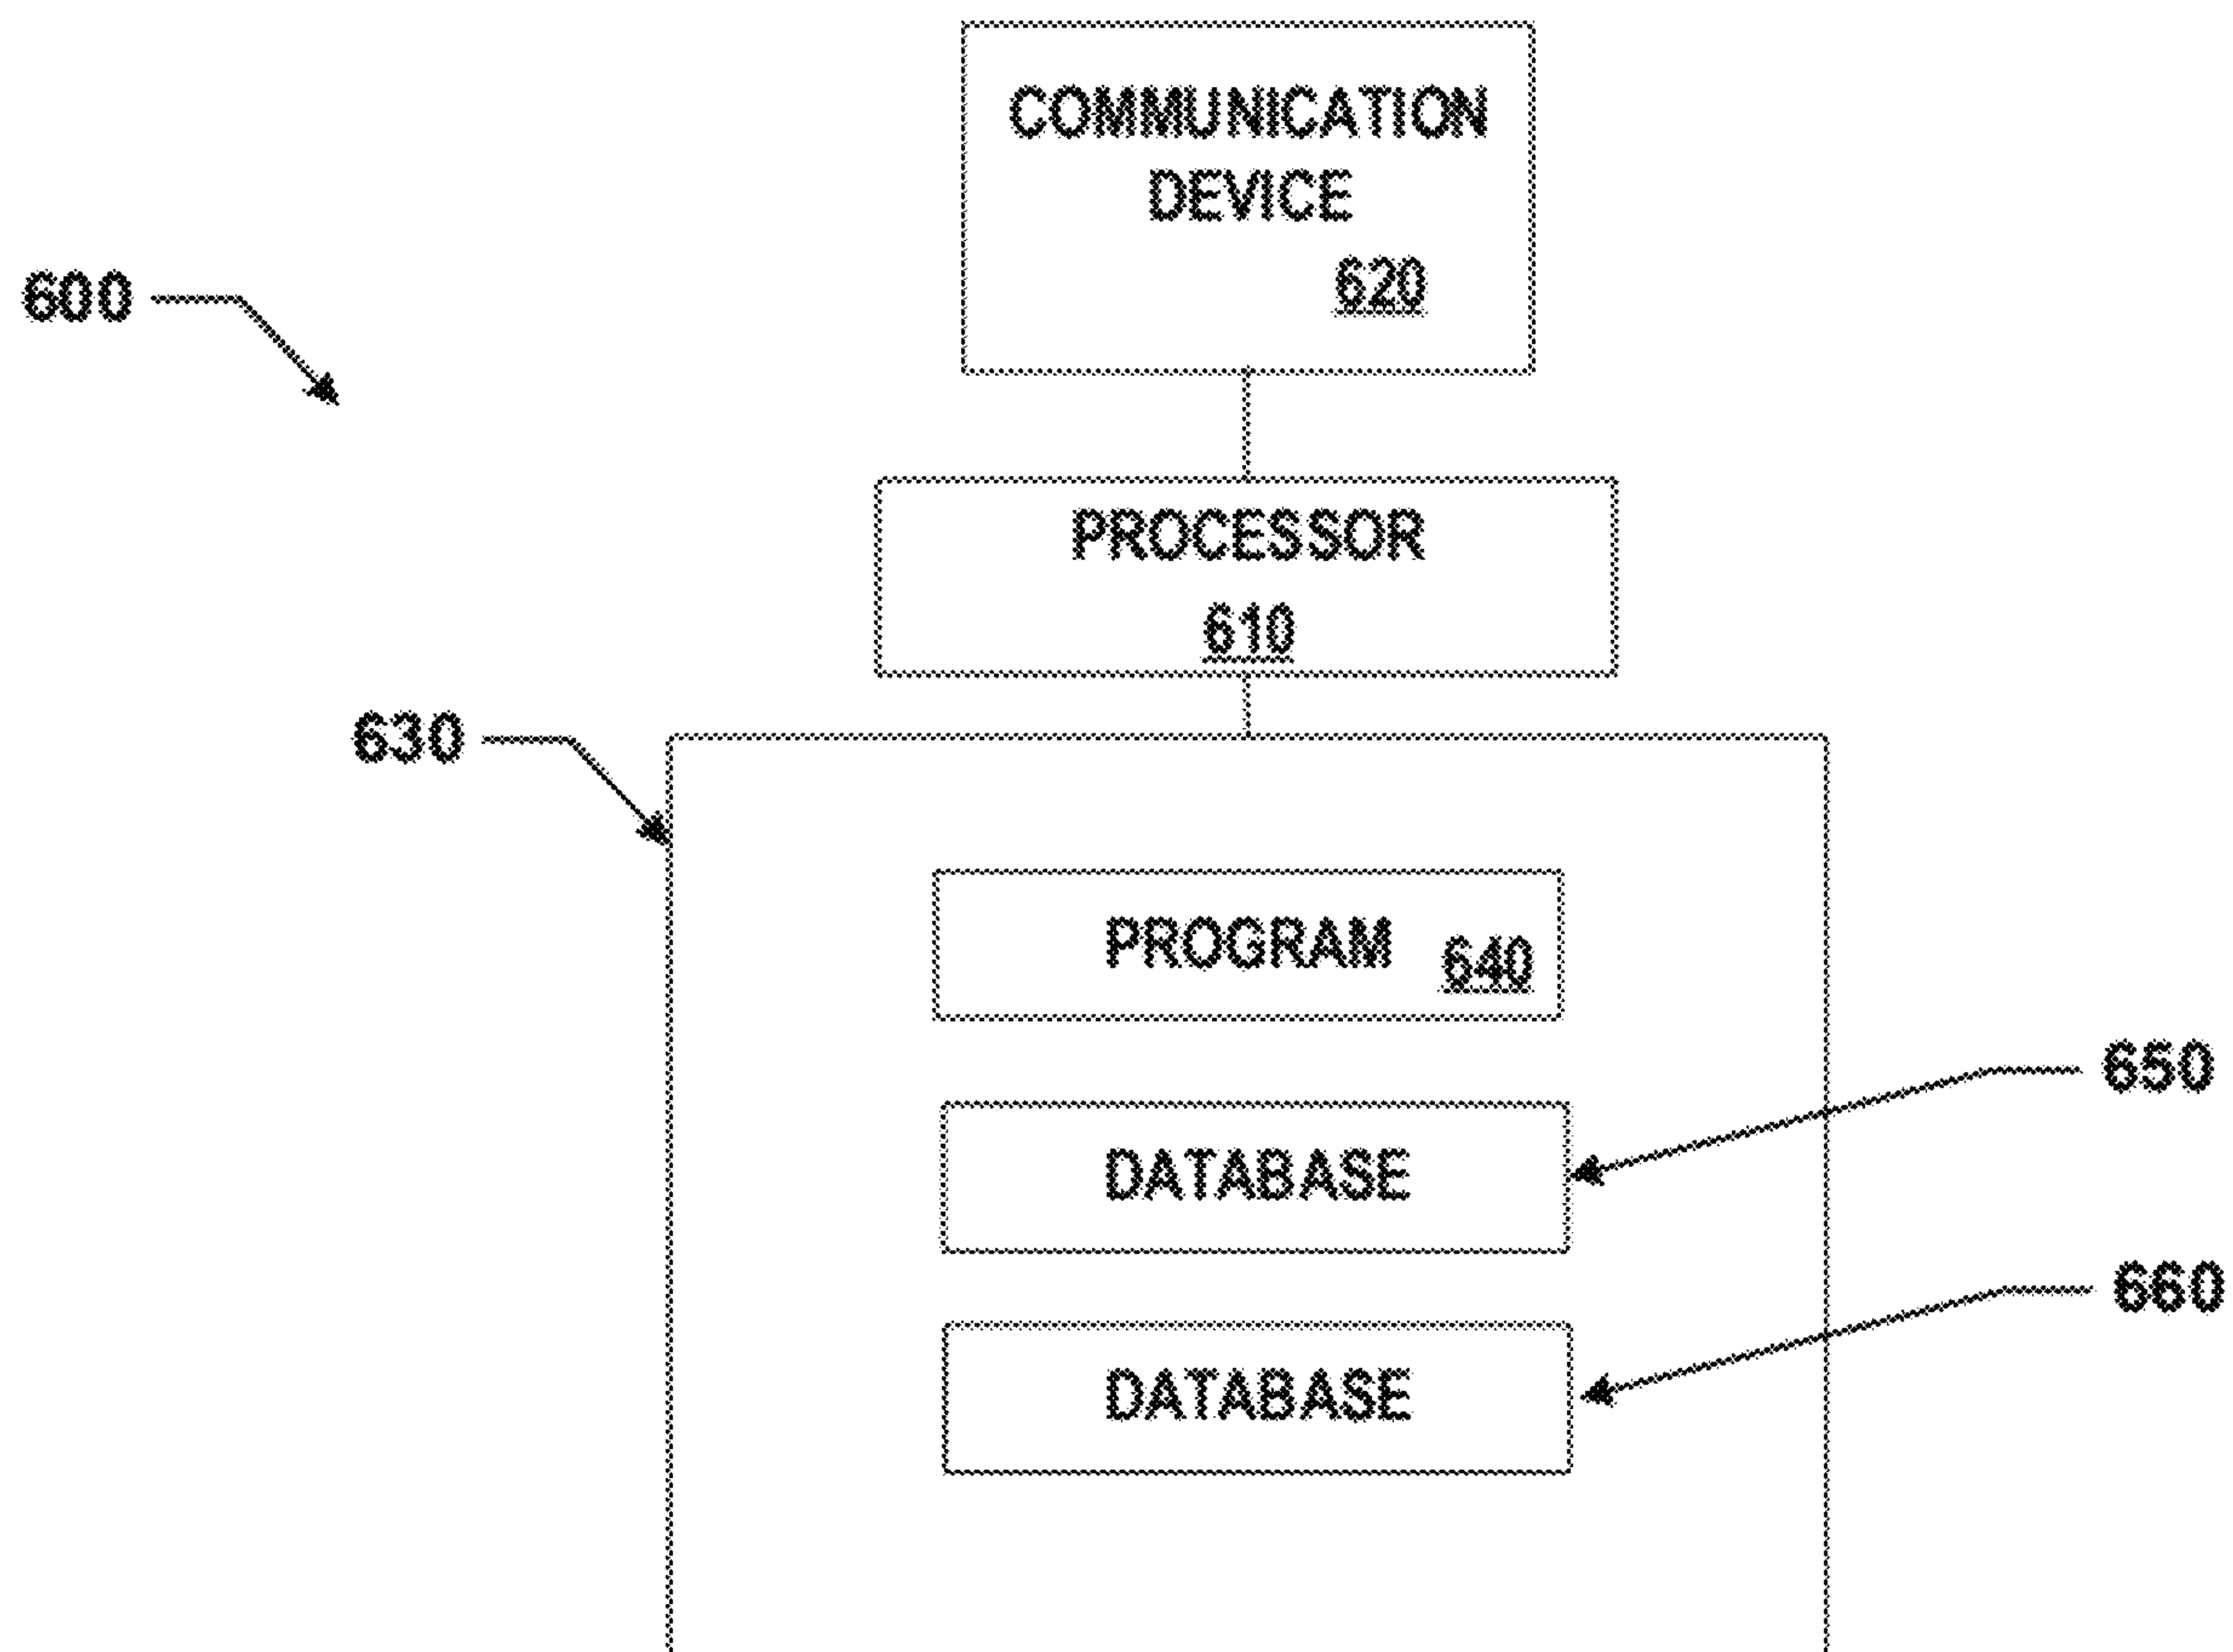 COMMUNICATION
DEVICE
620
600
PROCESSOR
610
630
PROGRAM 640
650
DATABASE
660
DATABASE